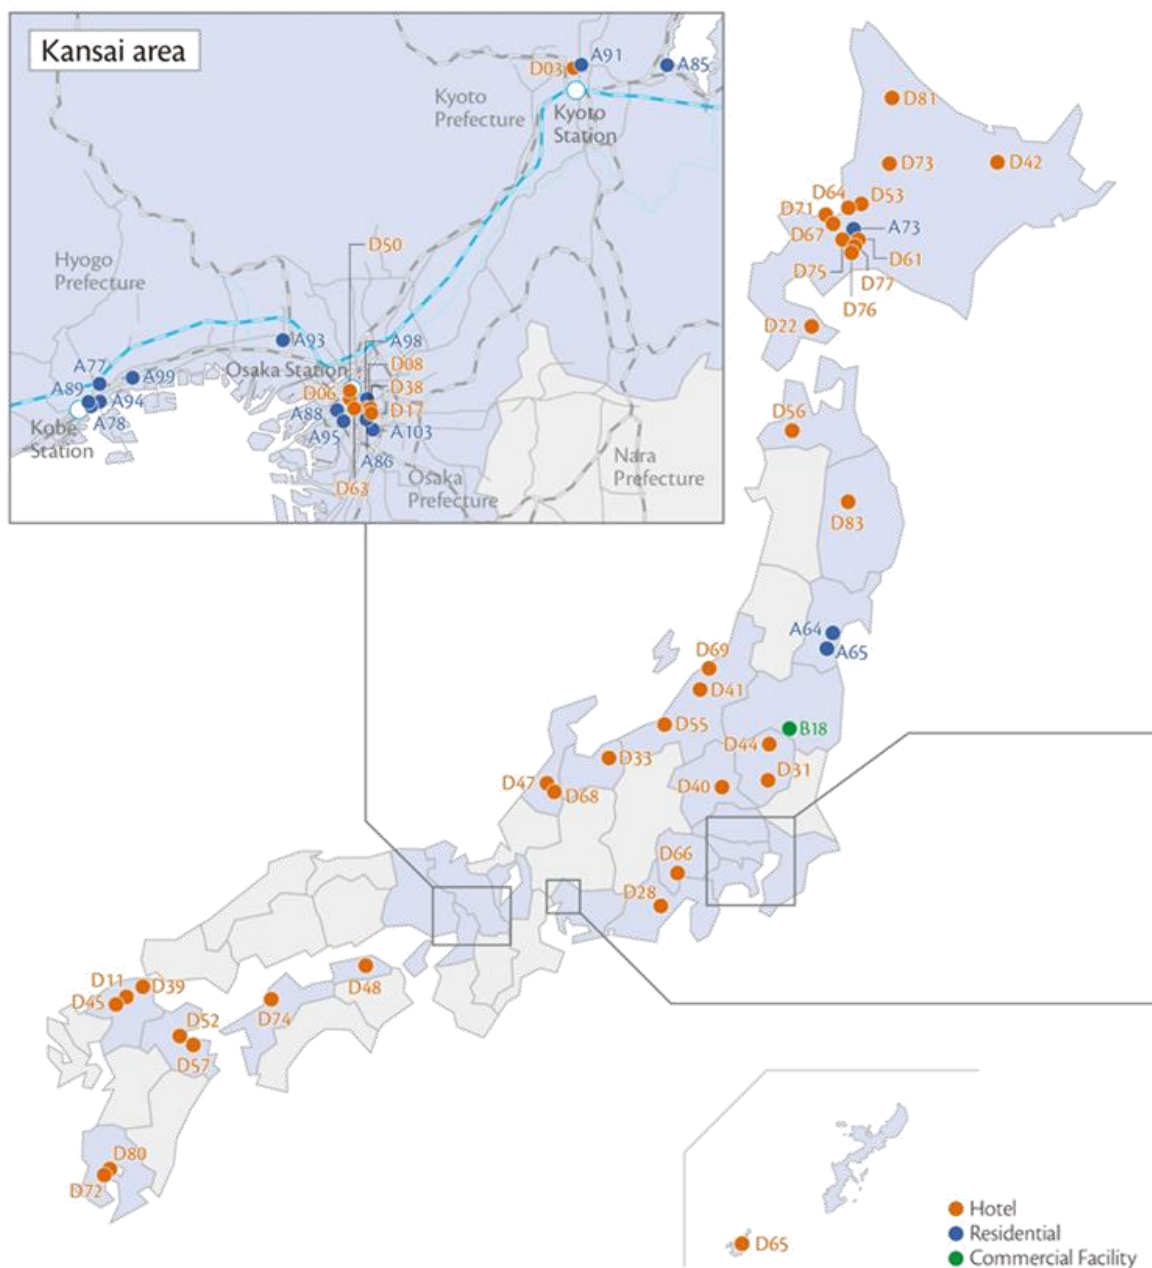 Kansai area
D03
A91
A85
Kyoto
Prefecture
Kyoto
Station
D50
Hyogo
Prefecture
A93
A98
Osaka Station
D08
A77
A99
D38
A89
D06
A94
A88
D17
A78
A95
A103
Kobe
Station
A86
D63
Osaka
Prefecture
Nara
Prefecture
D81
D73
D42
D64
D53
D71
A73
D67
D61
D75
D77
D76
D22
D56
D83
A64
A65
D69
D41
D55
B18
D44
D33
D31
D47
D68
D40
D66
D28
D11
D39
D45
D48
D74
D52
D57
D80
D72
D65
Hotel
Residential
Commercial Facility